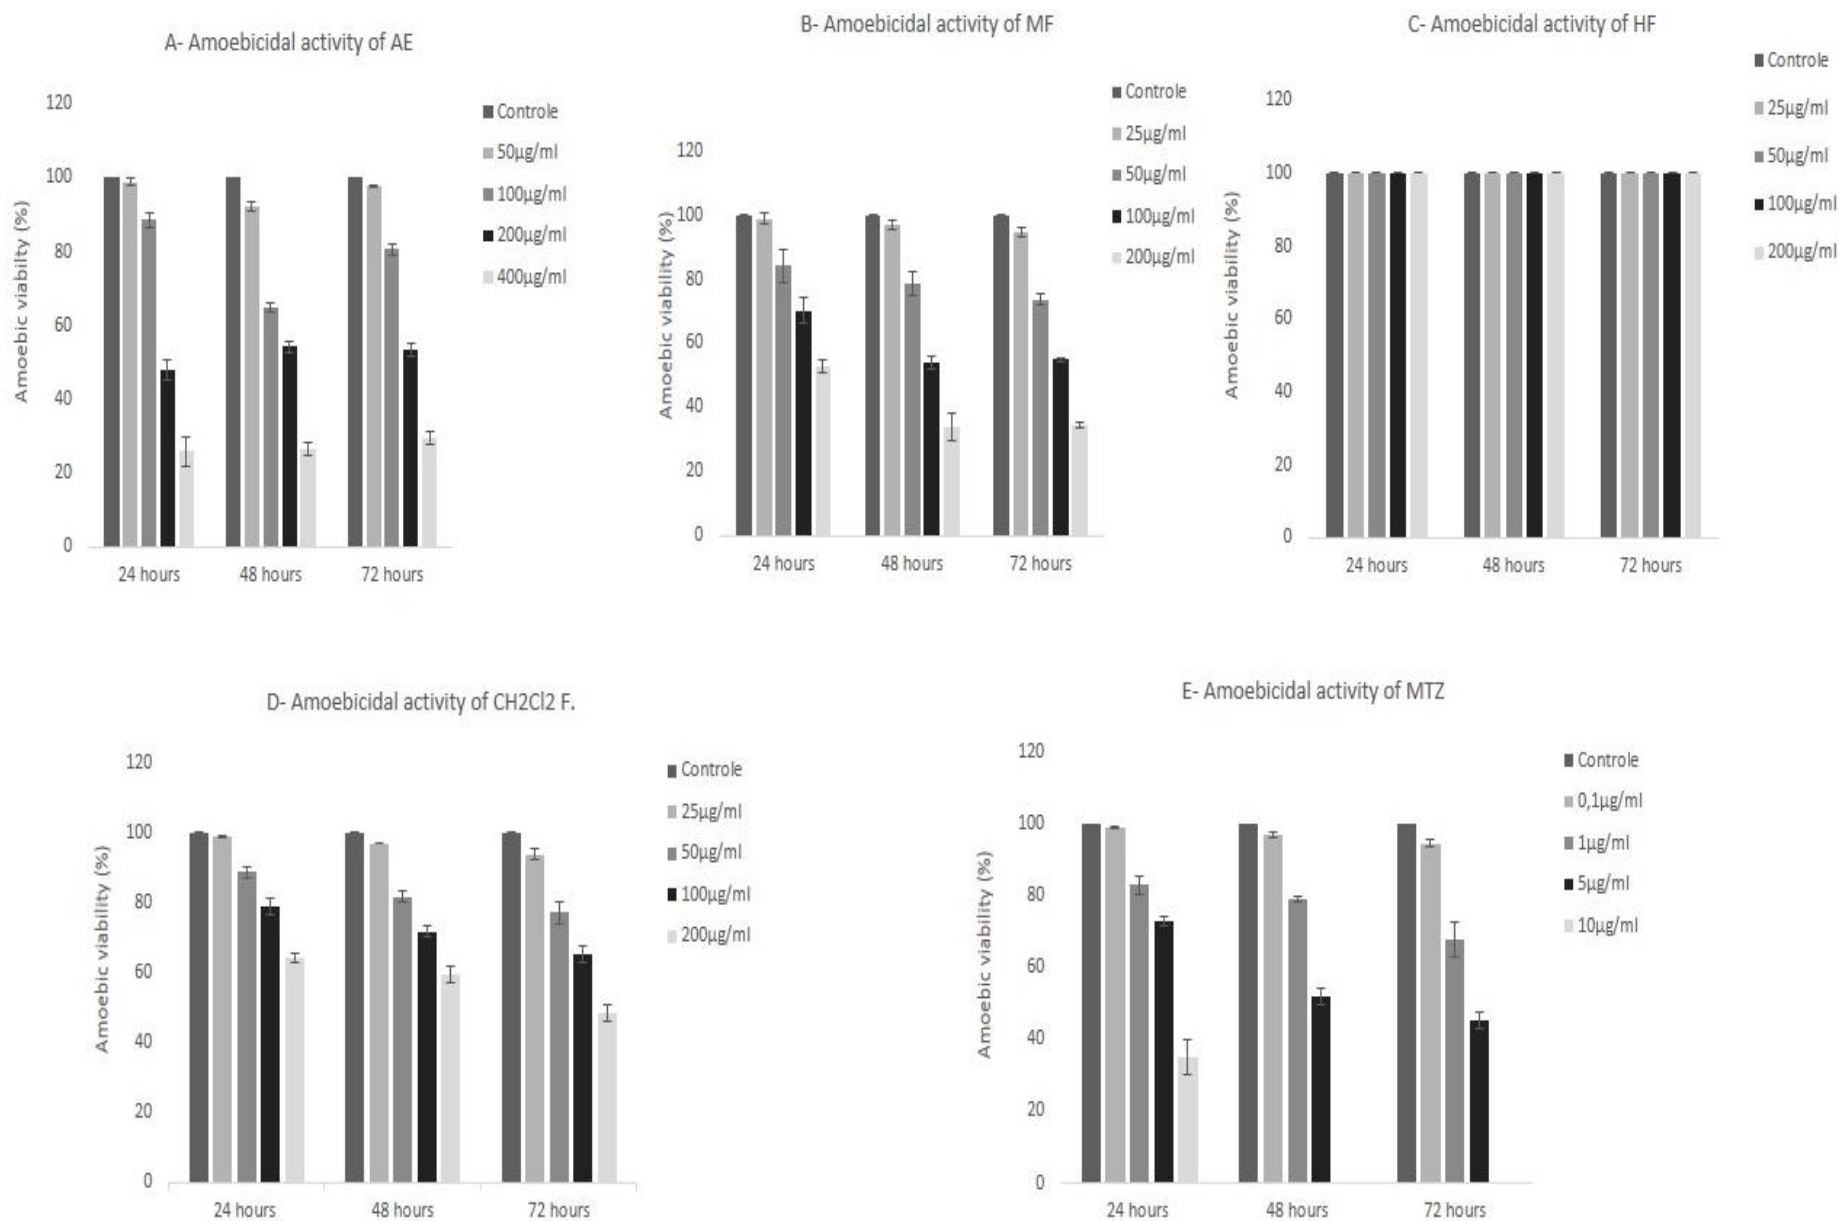 A- Amoebicidal activity of AE
120
100
80
60
40
20
0
Amoebic viability (%)
24 hours
48 hours
72 hours
Controle
50µg/ml
100µg/ml
200µg/ml
400µg/ml
B- Amoebicidal activity of MF
120
100
80
60
40
20
0
Amoebic viability (%)
24 hours
48 hours
72 hours
Controle
25µg/ml
50µg/ml
100µg/ml
200µg/ml
C- Amoebicidal activity of HF
120
100
80
60
40
20
0
Amoebic viability (%)
24 hours
48 hours
72 hours
Controle
25µg/ml
50µg/ml
100µg/ml
200µg/ml
D- Amoebicidal activity of CH2Cl2 F.
120
100
80
60
40
20
0
Amoebic viability (%)
24 hours
48 hours
72 hours
Controle
25µg/ml
50µg/ml
100µg/ml
200µg/ml
E- Amoebicidal activity of MTZ
120
100
80
60
40
20
0
Amoebic viability (%)
24 hours
48 hours
72 hours
Controle
0,1µg/ml
1µg/ml
5µg/ml
10µg/ml